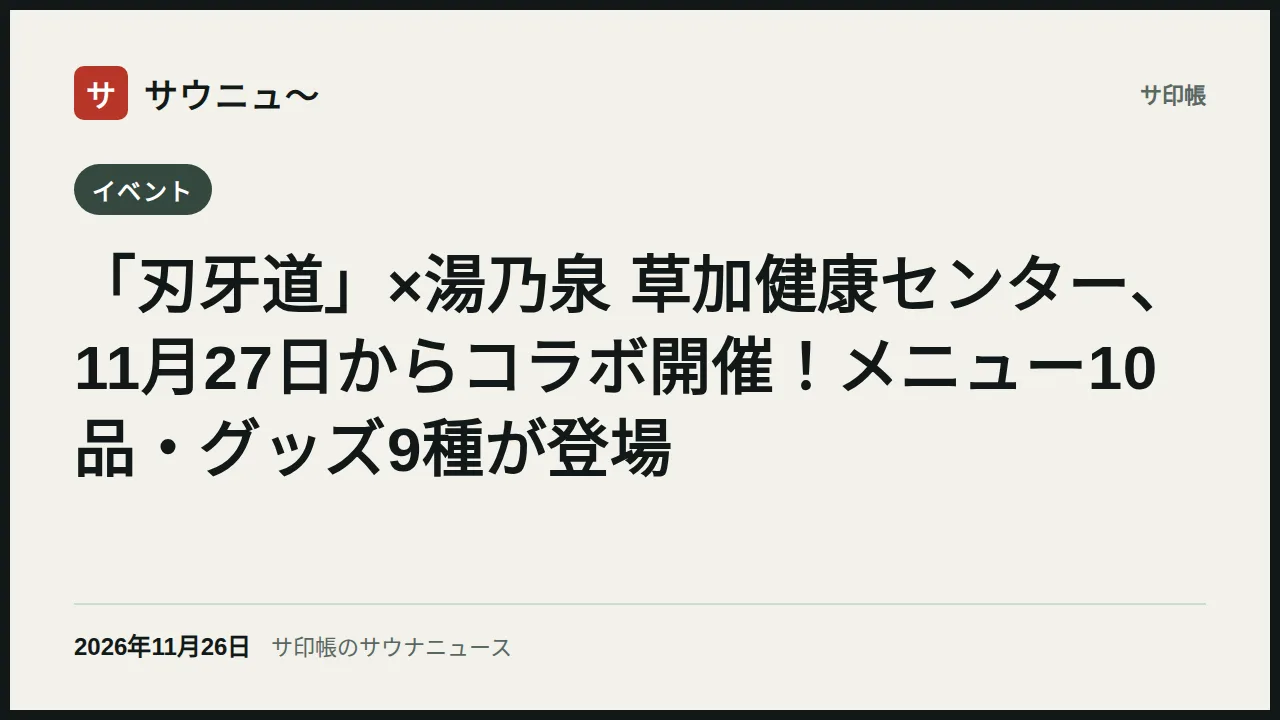 サ サウニュ〜
サ印帳
イベント
「刃牙道」×湯乃泉 草加健康センター、
11月27日からコラボ開催！メニュー10
品・グッズ9種が登場
2026年11月26日 サ印帳のサウナニュース